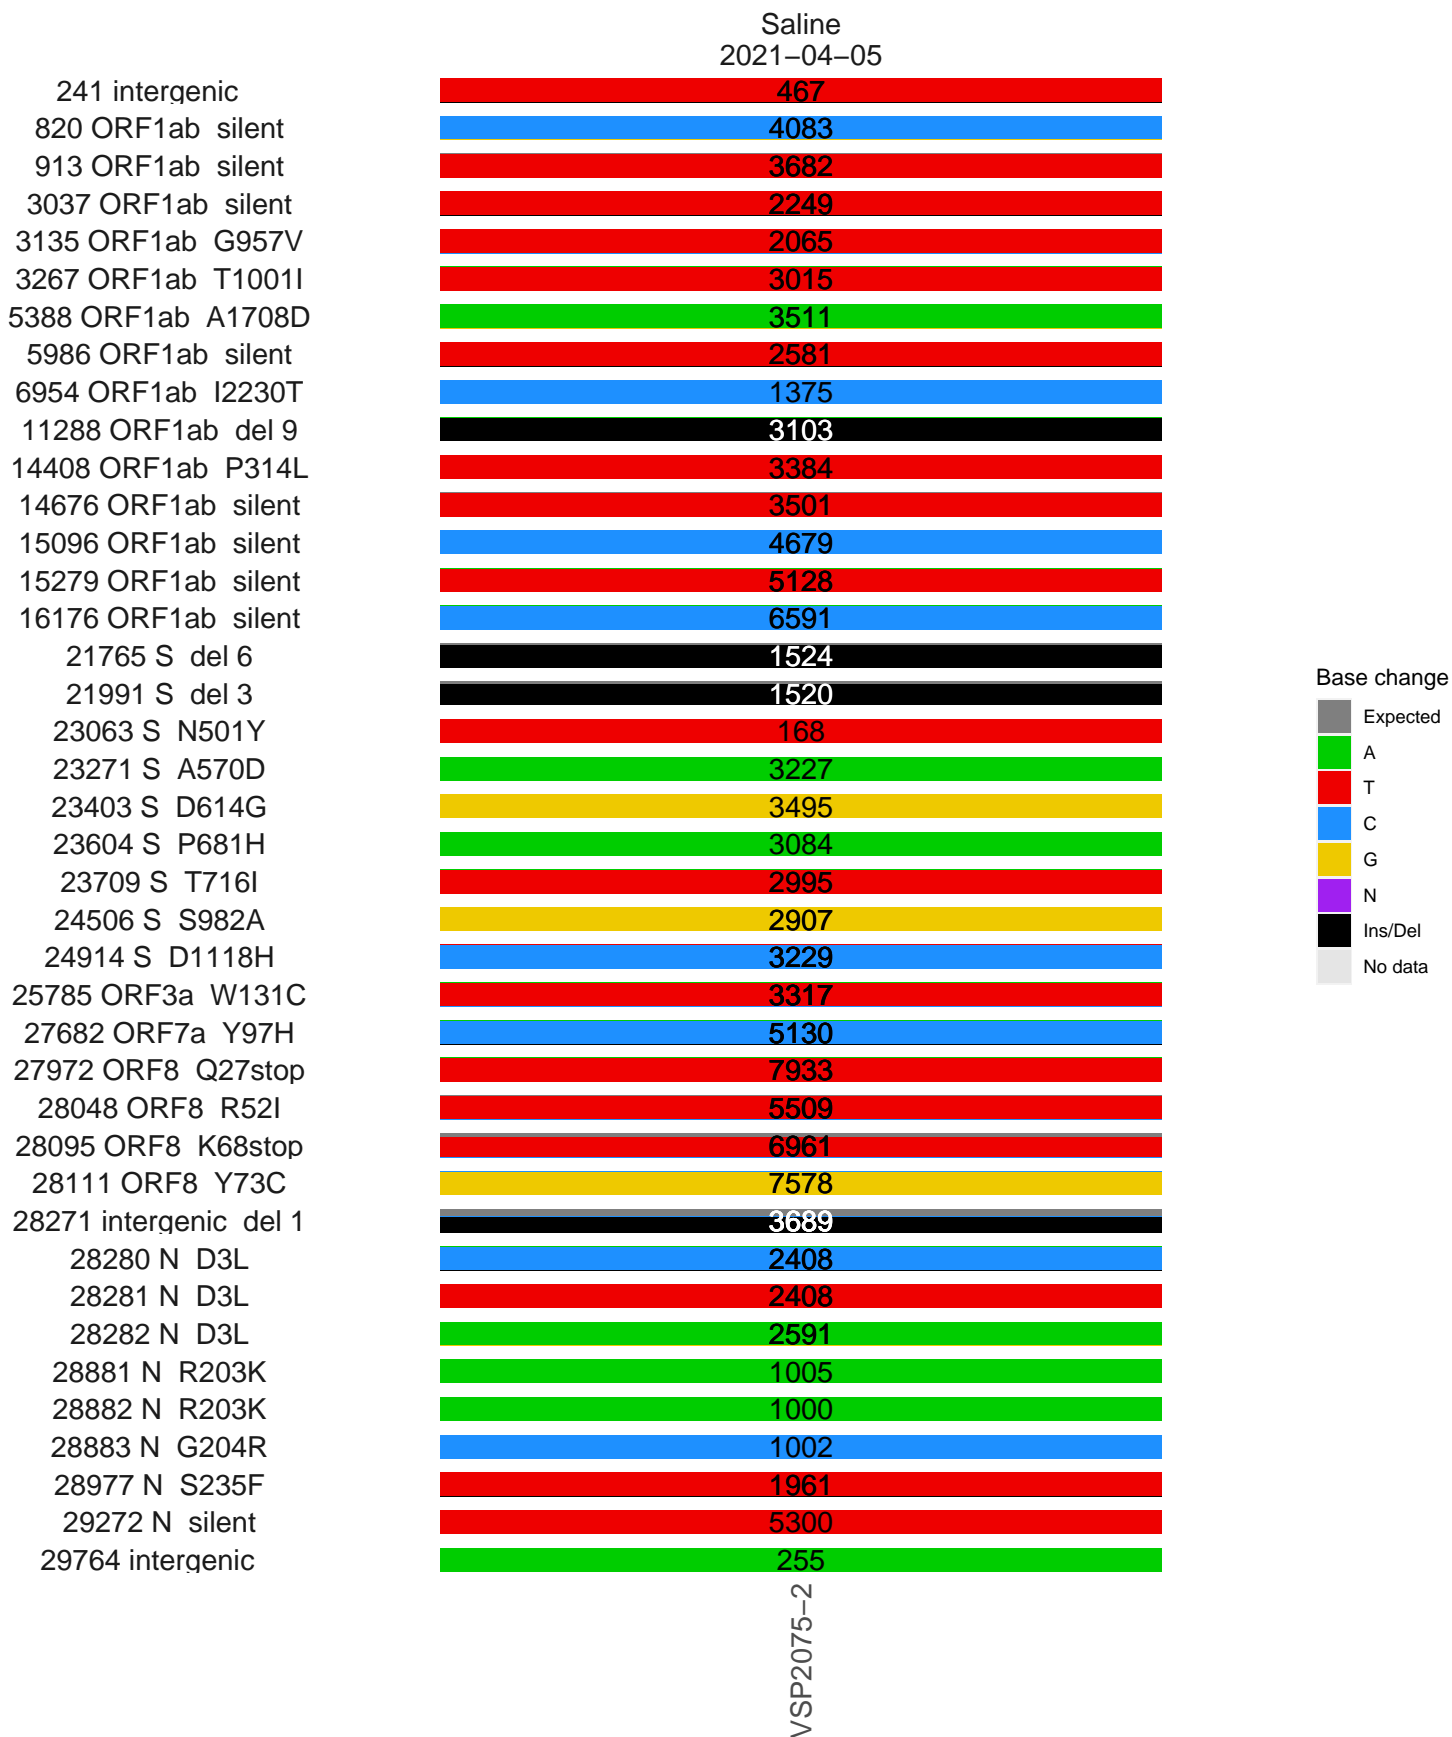 Saline
2021−04−05
241 intergenic 467
820 ORF1ab silent 4083
913 ORF1ab silent 3682
3037 ORF1ab silent 2249
3135 ORF1ab G957V 2065
3267 ORF1ab T1001I 3015
5388 ORF1ab A1708D 3511
5986 ORF1ab silent 2581
6954 ORF1ab I2230T 1375
11288 ORF1ab del 9 3103
14408 ORF1ab P314L 3384
14676 ORF1ab silent 3501
15096 ORF1ab silent 4679
15279 ORF1ab silent 5128
16176 ORF1ab silent 6591
21765 S del 6 1524
21991 S del 3 1520
23063 S N501Y 168
23271 S A570D 3227
23403 S D614G 3495
23604 S P681H 3084
23709 S T716I 2995
24506 S S982A 2907
24914 S D1118H 3229
25785 ORF3a W131C 3317
27682 ORF7a Y97H 5130
27972 ORF8 Q27stop 7933
28048 ORF8 R52I 5509
28095 ORF8 K68stop 6961
28111 ORF8 Y73C 7578
28271 intergenic del 1 3689
28280 N D3L 2408
28281 N D3L 2408
28282 N D3L 2591
28881 N R203K 1005
28882 N R203K 1000
28883 N G204R 1002
28977 N S235F 1961
29272 N silent 5300
29764 intergenic 255
VSP2075−2
Base change
Expected
A
T
C
G
N
Ins/Del
No data